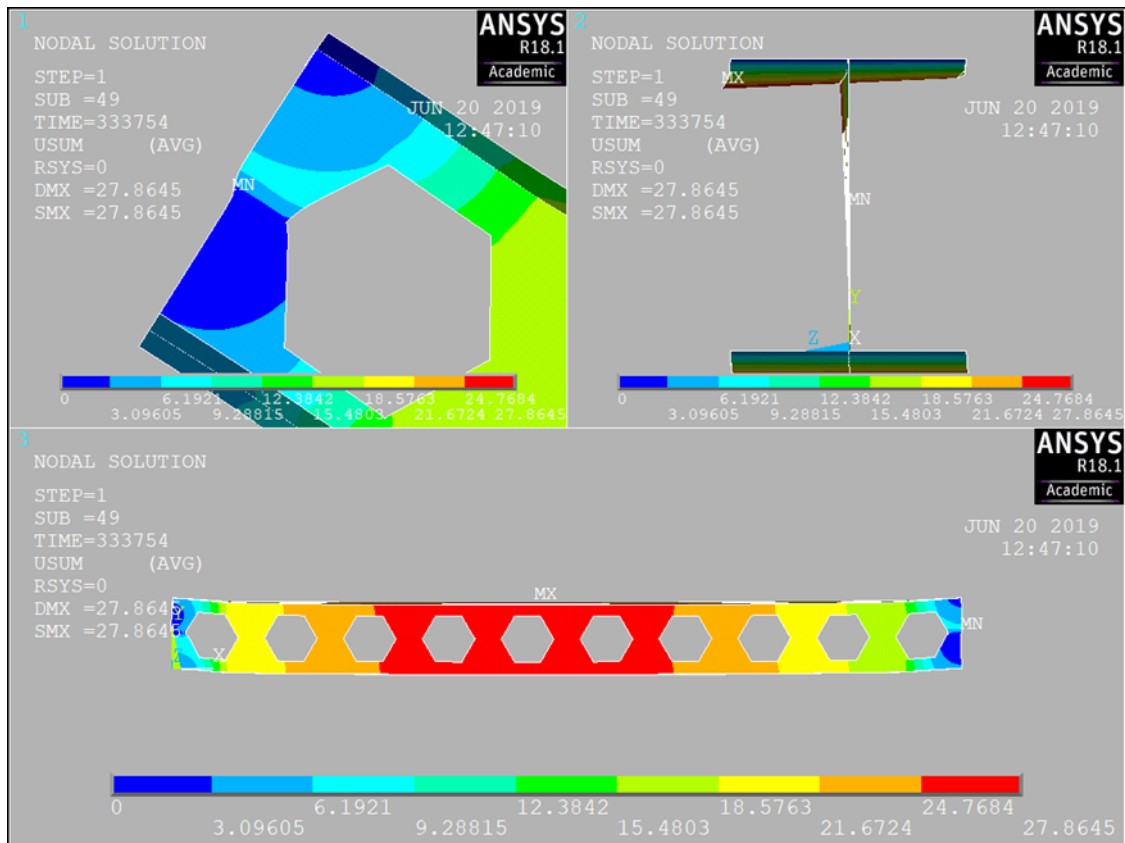 1
NODAL SOLUTION
STEP=1
SUB =49
TIME=333754
USUM (AVG)
RSYS=0
DMX =27.8645
SMX =27.8645
ANSYS
R18.1
Academic
JUN 20 2019
12:47:10
MN
0 6.1921 12.3842 18.5763 24.7684
3.09605 9.28815 15.4803 21.6724 27.8645
2
NODAL SOLUTION
STEP=1
SUB =49
TIME=333754
USUM (AVG)
RSYS=0
DMX =27.8645
SMX =27.8645
ANSYS
R18.1
Academic
JUN 20 2019
12:47:10
MX
MN
Y
Z X
0 6.1921 12.3842 18.5763 24.7684
3.09605 9.28815 15.4803 21.6724 27.8645
3
NODAL SOLUTION
STEP=1
SUB =49
TIME=333754
USUM (AVG)
RSYS=0
DMX =27.8645
SMX =27.8645
ANSYS
R18.1
Academic
JUN 20 2019
12:47:10
MX
MN
Y
Z X
0 6.1921 12.3842 18.5763 24.7684
3.09605 9.28815 15.4803 21.6724 27.8645